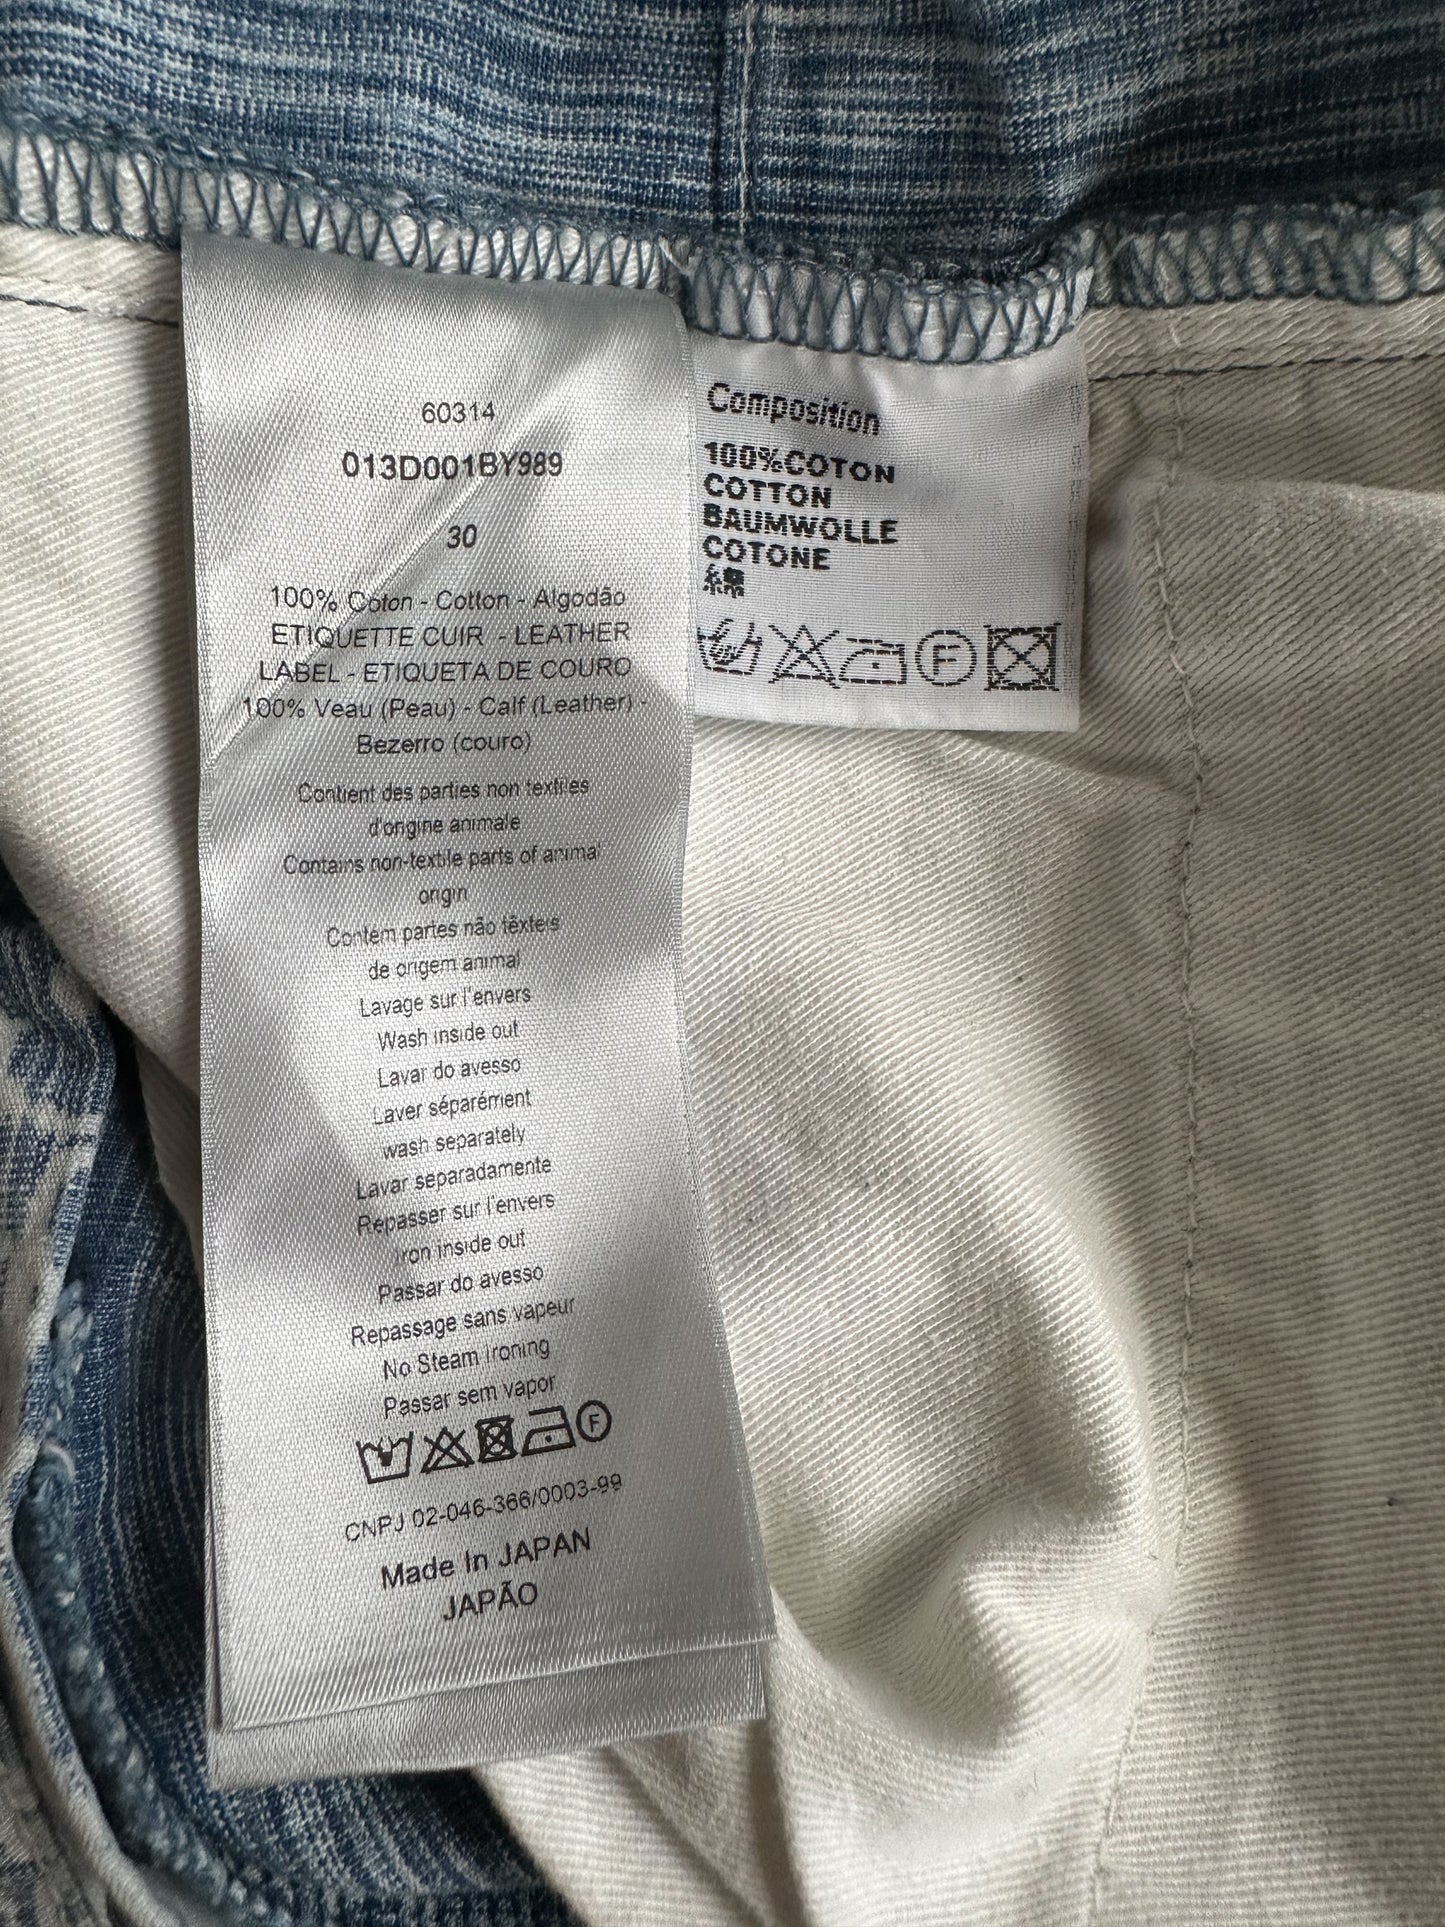 60314
013D001BY989
30
100% Coton - Cotton - Algodão
ETIQUETTE CUIR - LEATHER
LABEL - ETIQUETA DE COURO
100% Veau (Peau) - Calf (Leather) -
Bezerro (couro)
Contient des parties non textiles
d'origine animale
Contains non-textile parts of animal
origin
Contem partes não têxteis
de origem animal
Lavage sur l'envers
Wash inside out
Lavar do avesso
Laver séparément
wash separately
Lavar separadamente
Repasser sur l'envers
iron inside out
Passar do avesso
Repassage sans vapeur
No Steam ironing
Passar sem vapor
F
CNPJ 02-046-366/0003-99
Made In JAPAN
JAPÃO
Composition
100%COTON
COTTON
BAUMWOLLE
COTONE
綿
F